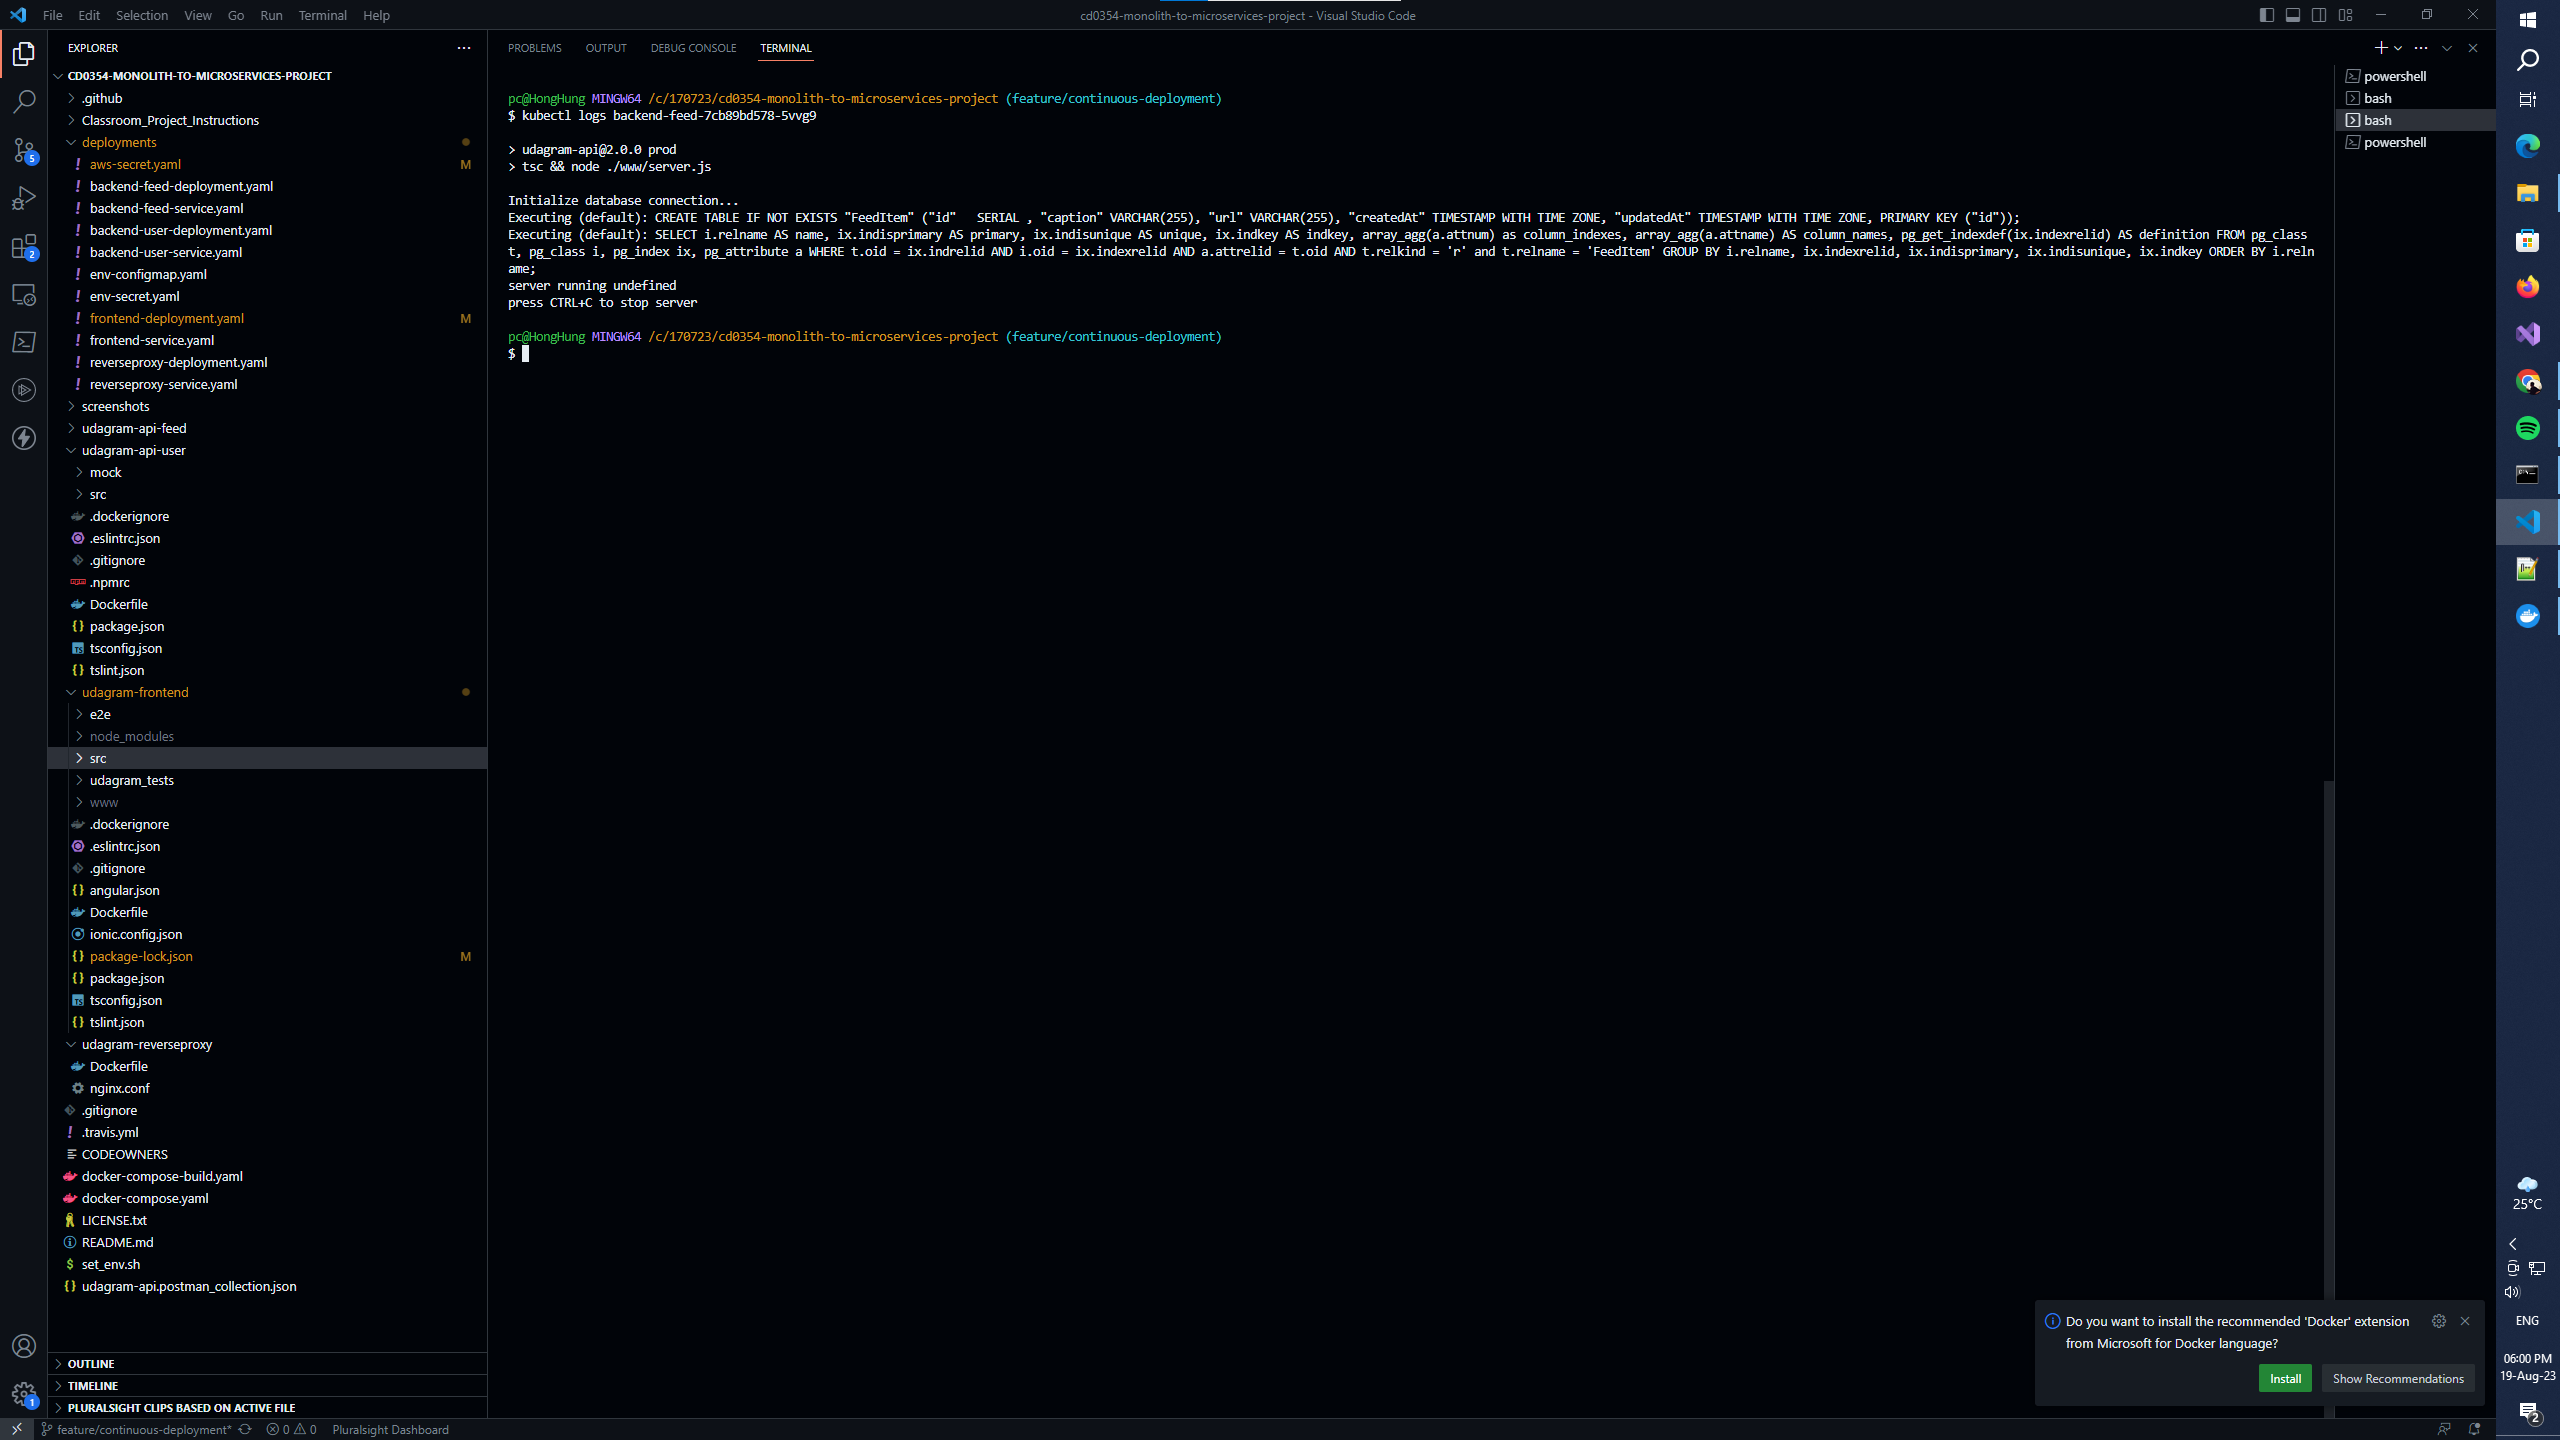 File Edit Selection View Go Run Terminal Help
cd0354-monolith-to-microservices-project - Visual Studio Code
EXPLORER
CD0354-MONOLITH-TO-MICROSERVICES-PROJECT
.github
Classroom_Project_Instructions
deployments
aws-secret.yaml M
backend-feed-deployment.yaml
backend-feed-service.yaml
backend-user-deployment.yaml
backend-user-service.yaml
env-configmap.yaml
env-secret.yaml
frontend-deployment.yaml M
frontend-service.yaml
reverseproxy-deployment.yaml
reverseproxy-service.yaml
screenshots
udagram-api-feed
udagram-api-user
mock
src
.dockerignore
.eslintrc.json
.gitignore
.npmrc
Dockerfile
package.json
tsconfig.json
tslint.json
udagram-frontend
e2e
node_modules
src
udagram_tests
www
.dockerignore
.eslintrc.json
.gitignore
angular.json
Dockerfile
ionic.config.json
package-lock.json M
package.json
tsconfig.json
tslint.json
udagram-reverseproxy
Dockerfile
nginx.conf
.gitignore
.travis.yml
CODEOWNERS
docker-compose-build.yaml
docker-compose.yaml
LICENSE.txt
README.md
set_env.sh
udagram-api.postman_collection.json
OUTLINE
TIMELINE
PLURALSIGHT CLIPS BASED ON ACTIVE FILE
5
2
1
PROBLEMS OUTPUT DEBUG CONSOLE TERMINAL
pc@HongHung MINGW64 /c/170723/cd0354-monolith-to-microservices-project (feature/continuous-deployment)
$ kubectl logs backend-feed-7cb89bd578-5vvg9
> udagram-api@2.0.0 prod
> tsc && node ./www/server.js
Initialize database connection...
Executing (default): CREATE TABLE IF NOT EXISTS "FeedItem" ("id"   SERIAL , "caption" VARCHAR(255), "url" VARCHAR(255), "createdAt" TIMESTAMP WITH TIME ZONE, "updatedAt" TIMESTAMP WITH TIME ZONE, PRIMARY KEY ("id"));
Executing (default): SELECT i.relname AS name, ix.indisprimary AS primary, ix.indisunique AS unique, ix.indkey AS indkey, array_agg(a.attnum) as column_indexes, array_agg(a.attname) AS column_names, pg_get_indexdef(ix.indexrelid) AS definition FROM pg_class
t, pg_class i, pg_index ix, pg_attribute a WHERE t.oid = ix.indrelid AND i.oid = ix.indexrelid AND a.attrelid = t.oid AND t.relkind = 'r' and t.relname = 'FeedItem' GROUP BY i.relname, ix.indexrelid, ix.indisprimary, ix.indisunique, ix.indkey ORDER BY i.reln
ame;
server running undefined
press CTRL+C to stop server
pc@HongHung MINGW64 /c/170723/cd0354-monolith-to-microservices-project (feature/continuous-deployment)
$
powershell
bash
bash
powershell
Do you want to install the recommended 'Docker' extension
from Microsoft for Docker language?
Install Show Recommendations
feature/continuous-deployment* 0 0 Pluralsight Dashboard
25°C
ENG
06:00 PM
19-Aug-23
2